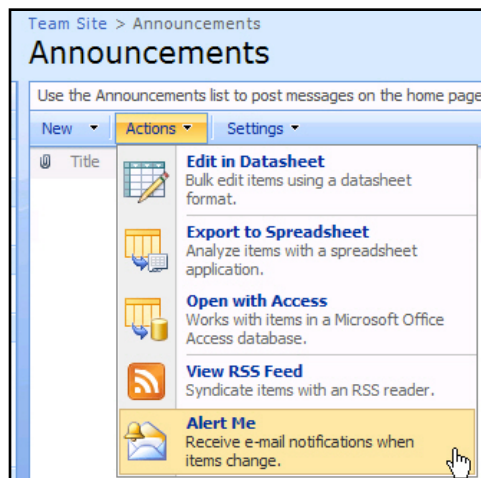 Team Site > Announcements
Announcements
Use the Announcements list to post messages on the home page
New Actions Settings
Title
Edit in Datasheet
Bulk edit items using a datasheet
format.
Export to Spreadsheet
Analyze items with a spreadsheet
application.
Open with Access
Works with items in a Microsoft Office
Access database.
View RSS Feed
Syndicate items with an RSS reader.
Alert Me
Receive e-mail notifications when
items change.